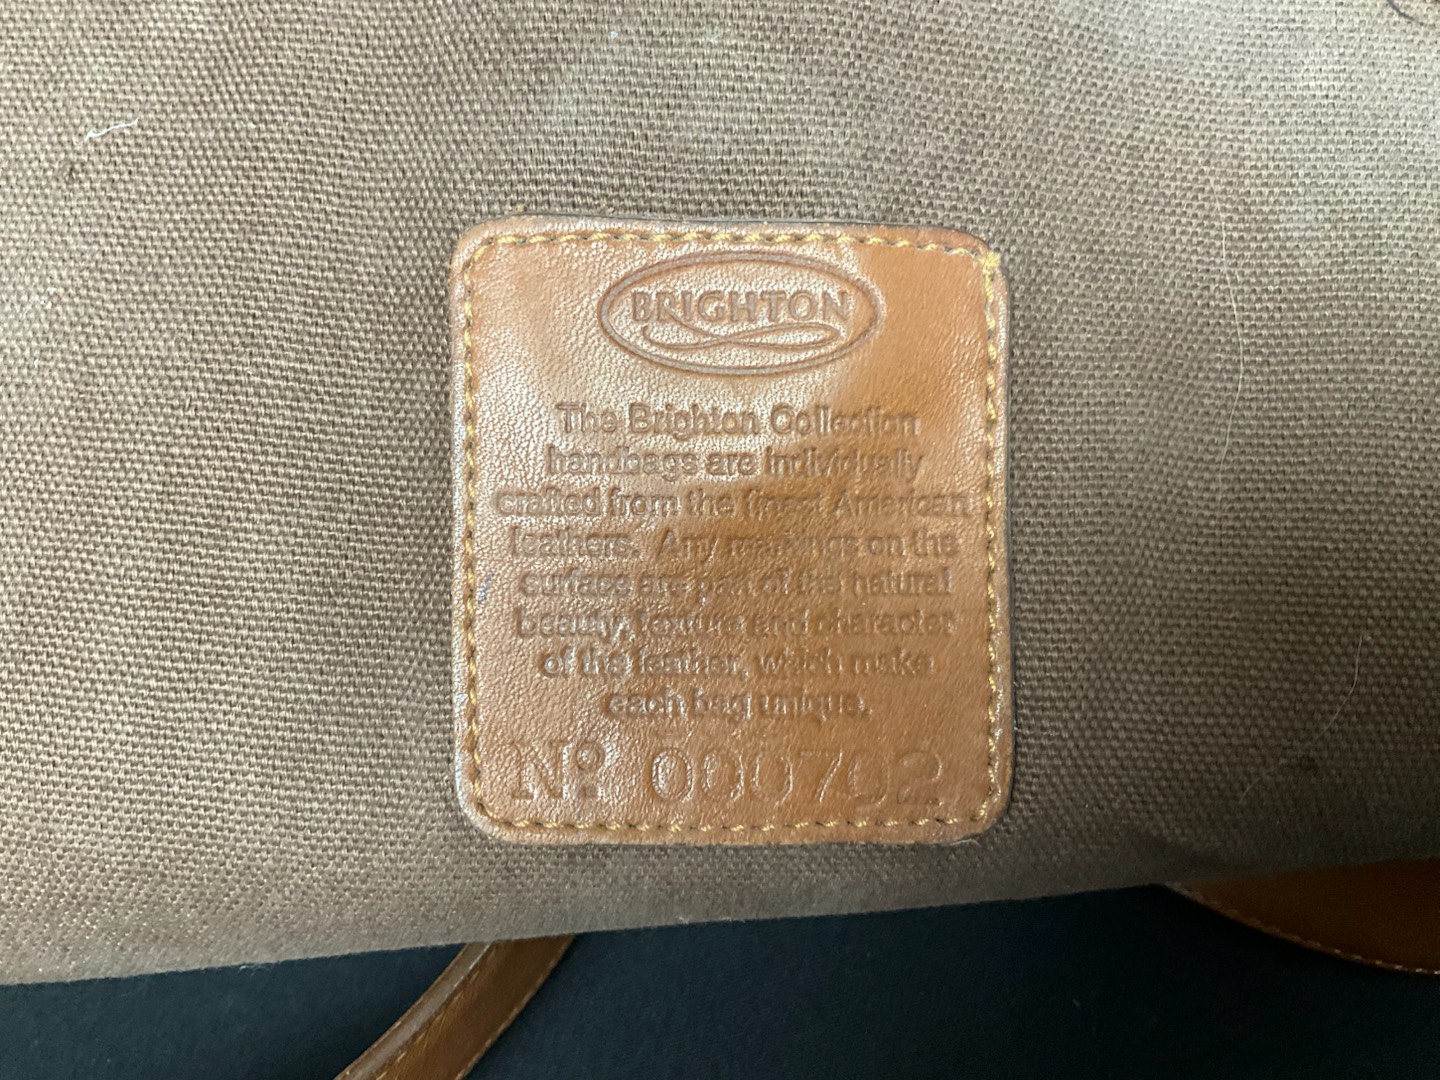 BRIGHTON
The Brighton Collection
handbags are individually
crafted from the finest American
leathers. Any markings on the
surface are part of the natural
beauty, texture and character
of the leather, which make
each bag unique.
Nº 000702